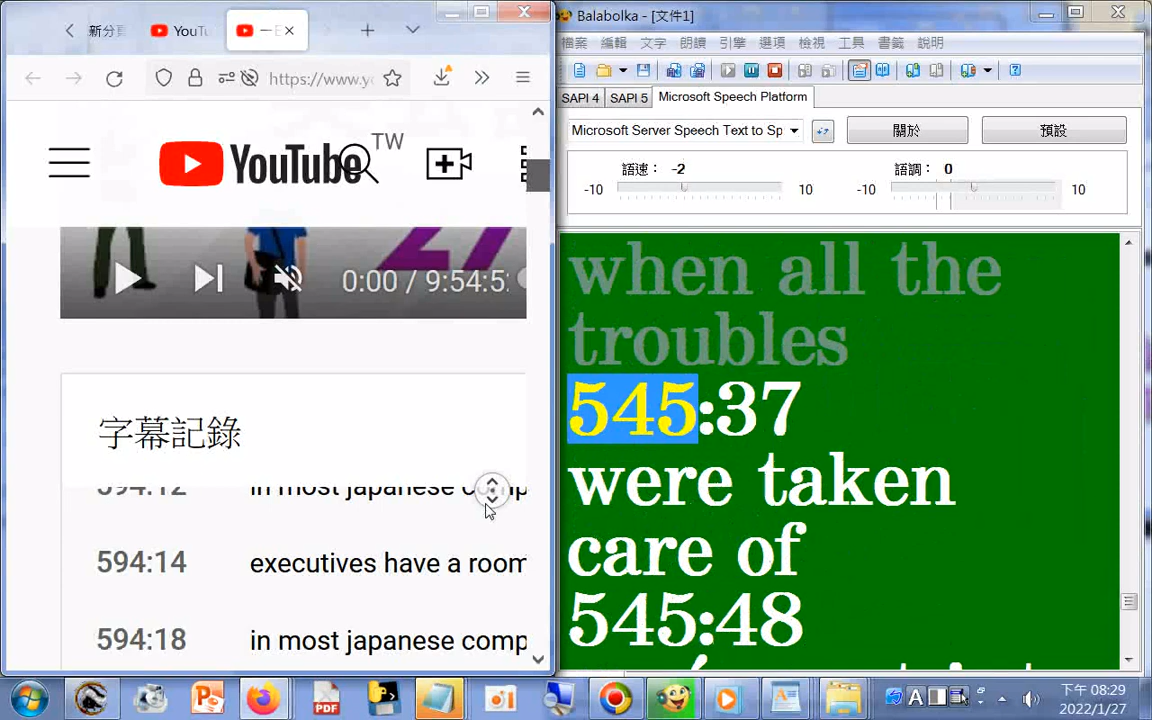 新分
YouTu
一 E
https://www.yo
YouTube
TW
0:00 / 9:54:5
字幕記錄
594:12
in most japanese comp
594:14
executives have a room
594:18
in most japanese comp
Balabolka - [文件1]
檔案 編輯 文字 朗讀 引擎 選項 檢視 工具 書籤 說明
SAPI 4 SAPI 5 Microsoft Speech Platform
Microsoft Server Speech Text to Sp
關於
預設
語速： -2
-10 10
語調： 0
-10 10
when all the
troubles
545:37
were taken
care of
545:48
下午 08:29
2022/1/27